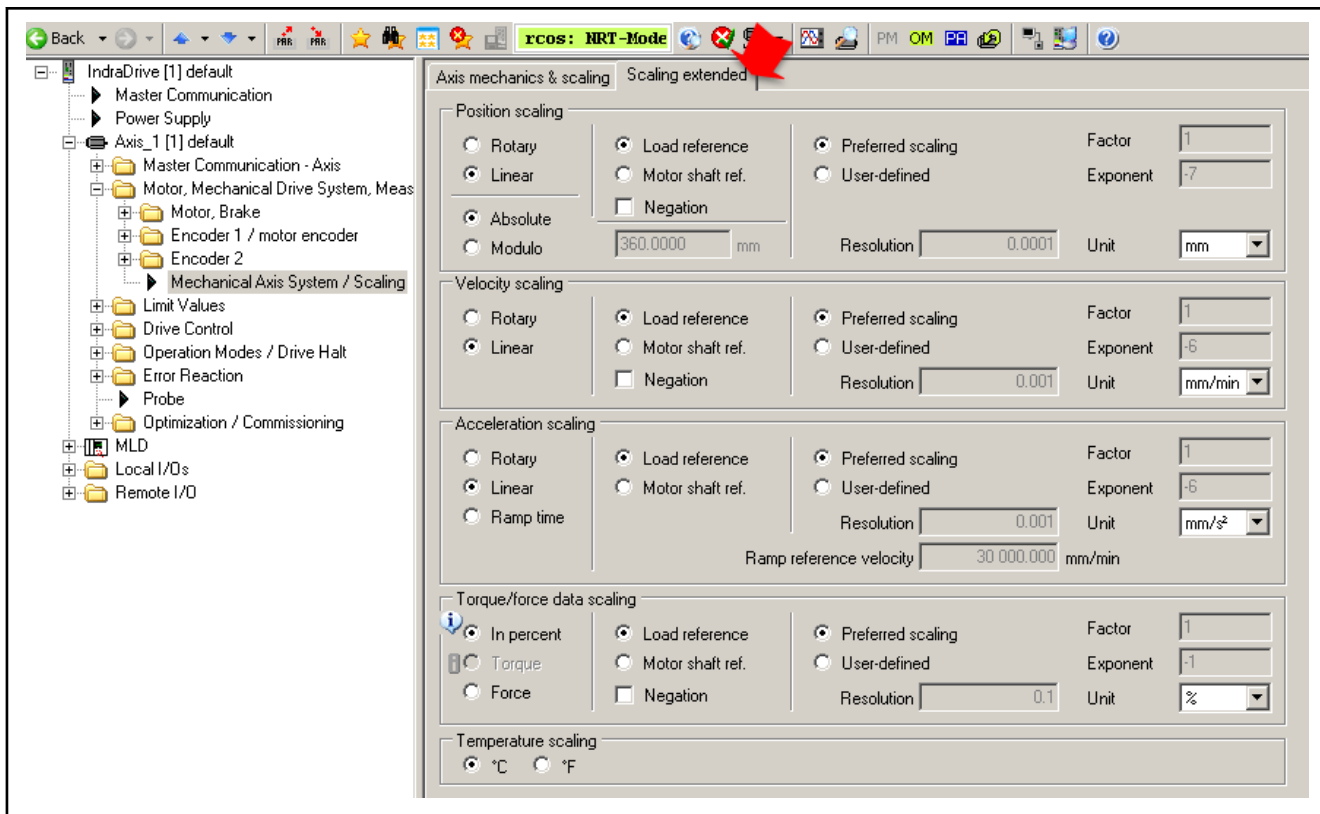 Back
PAR PAR
rcos: NRT-Mode
PM OM PA
IndraDrive [1] default
Master Communication
Power Supply
Axis_1 [1] default
Master Communication - Axis
Motor, Mechanical Drive System, Meas
Motor, Brake
Encoder 1 / motor encoder
Encoder 2
Mechanical Axis System / Scaling
Limit Values
Drive Control
Operation Modes / Drive Halt
Error Reaction
Probe
Optimization / Commissioning
MLD
Local I/Os
Remote I/O
Axis mechanics & scaling Scaling extended
Position scaling
Rotary Load reference Preferred scaling Factor 1
Linear Motor shaft ref. User-defined Exponent -7
Absolute Negation
Modulo 360.0000 mm Resolution 0.0001 Unit mm
Velocity scaling
Rotary Load reference Preferred scaling Factor 1
Linear Motor shaft ref. User-defined Exponent -6
Negation Resolution 0.001 Unit mm/min
Acceleration scaling
Rotary Load reference Preferred scaling Factor 1
Linear Motor shaft ref. User-defined Exponent -6
Ramp time Resolution 0.001 Unit mm/s²
Ramp reference velocity 30 000.000 mm/min
Torque/force data scaling
In percent Load reference Preferred scaling Factor 1
Torque Motor shaft ref. User-defined Exponent -1
Force Negation Resolution 0.1 Unit %
Temperature scaling
°C °F